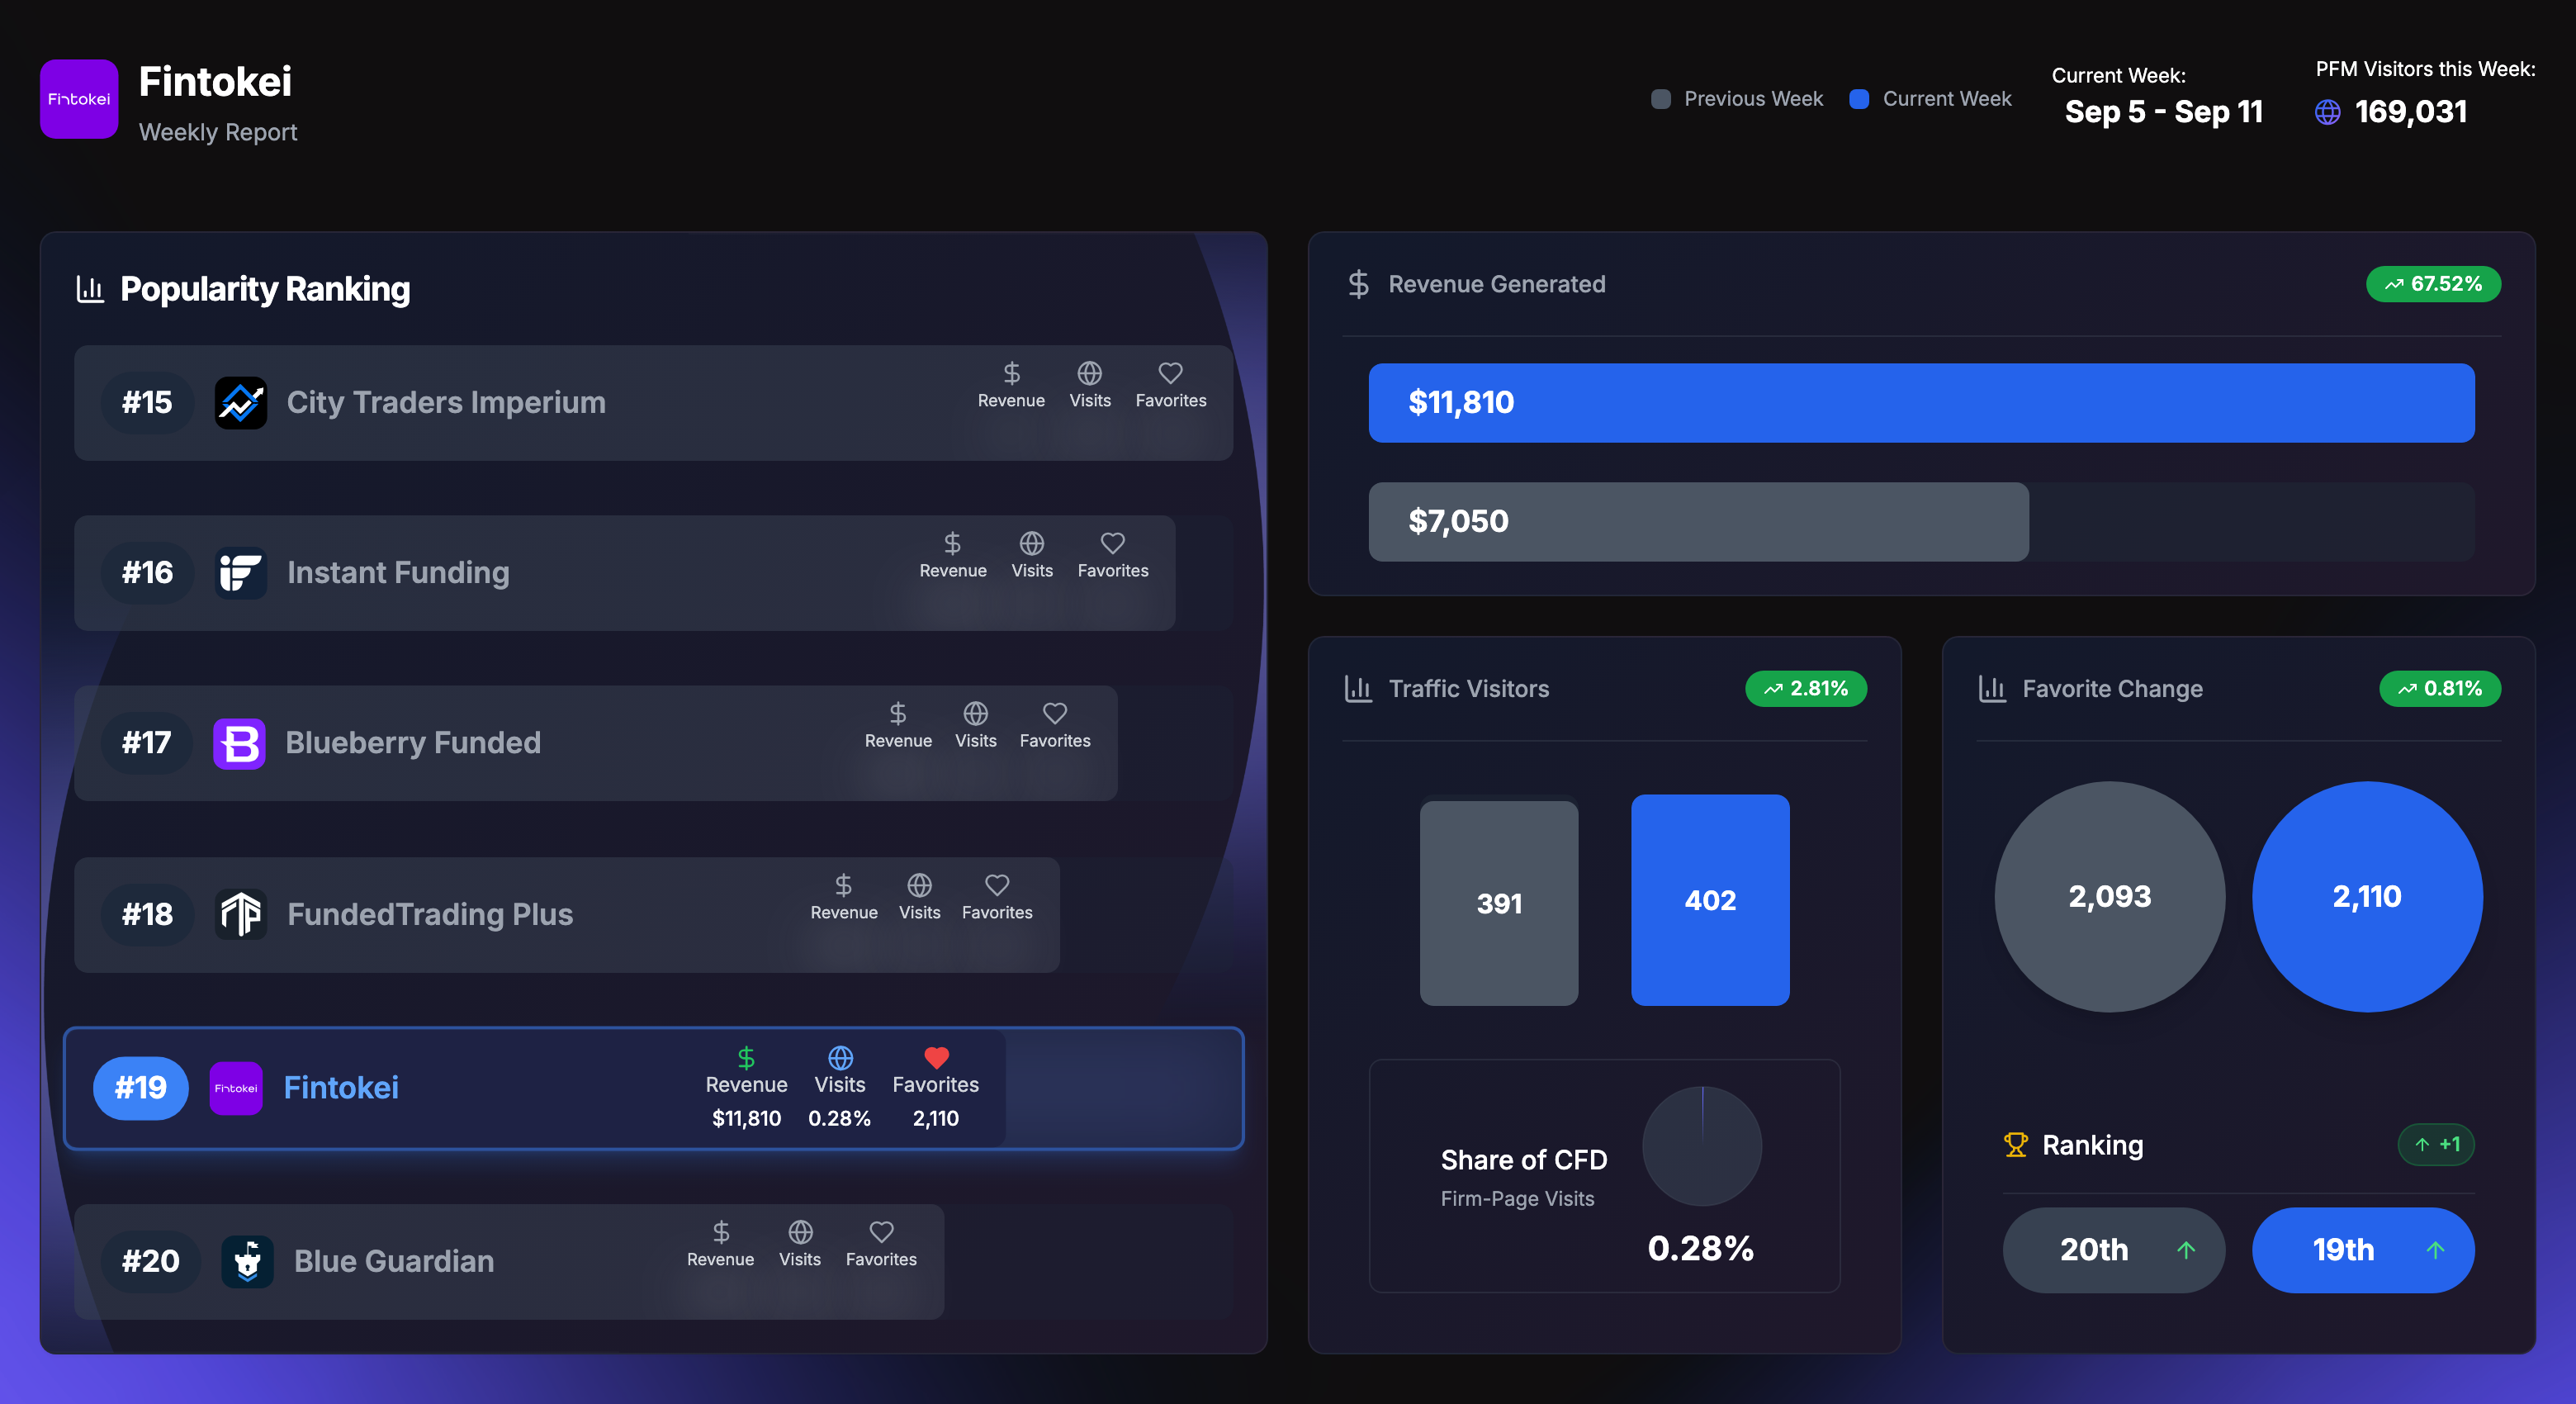 Fintokei
Fintokei
Weekly Report
Previous Week
Current Week
Current Week:
Sep 5 - Sep 11
PFM Visitors this Week:
169,031
Popularity Ranking
#15
City Traders Imperium
Revenue
Visits
Favorites
#16
Instant Funding
Revenue
Visits
Favorites
#17
Blueberry Funded
Revenue
Visits
Favorites
#18
FundedTrading Plus
Revenue
Visits
Favorites
#19
Fintokei
Fintokei
Revenue
Visits
Favorites
$11,810
0.28%
2,110
#20
Blue Guardian
Revenue
Visits
Favorites
Revenue Generated
67.52%
$11,810
$7,050
Traffic Visitors
2.81%
391
402
Share of CFD
Firm-Page Visits
0.28%
Favorite Change
0.81%
2,093
2,110
Ranking
+1
20th
19th